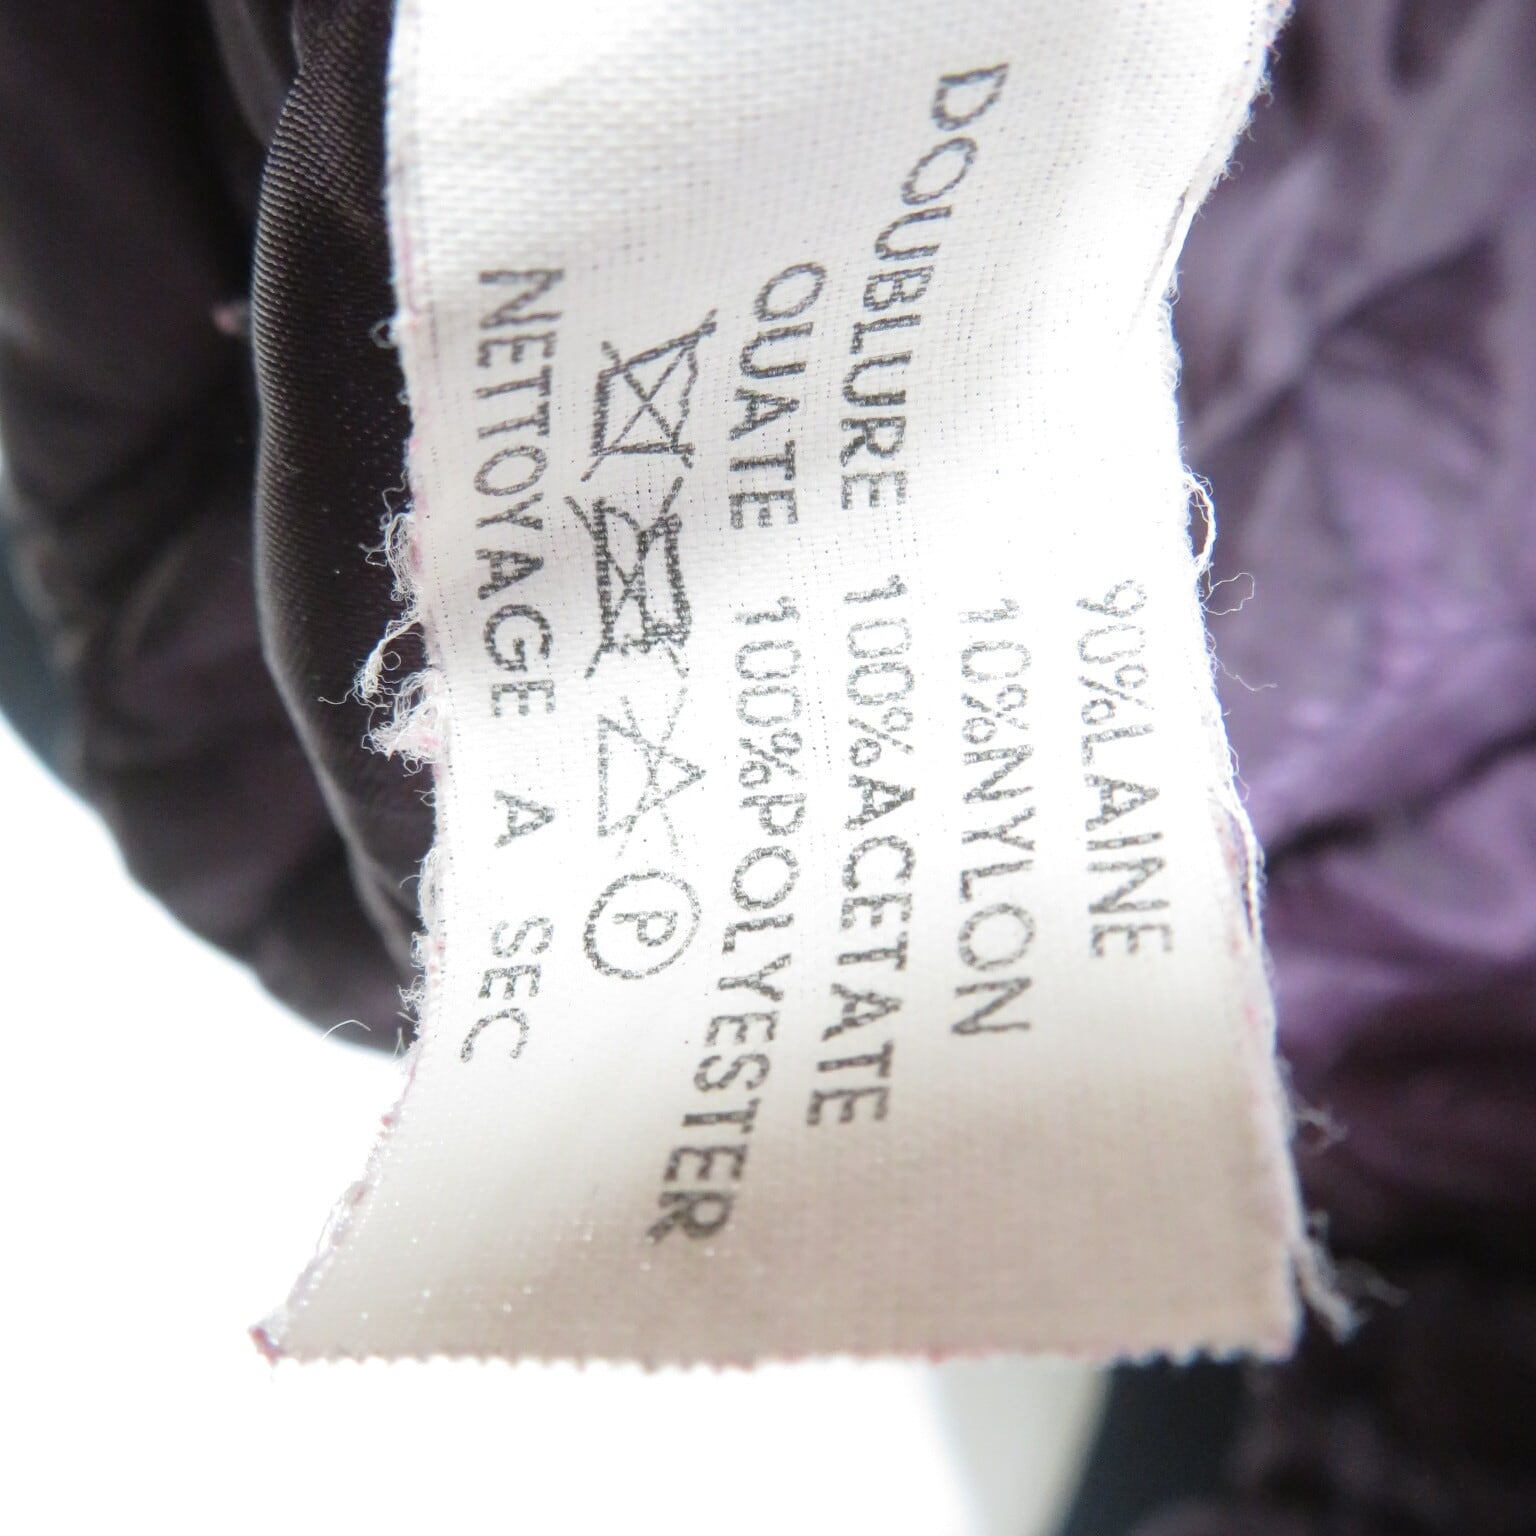 90%LAINE
10%NYLON
DOUBLURE 100%ACETATE
OUATE 100%POLYESTER
P
NETTOYAGE A SEC